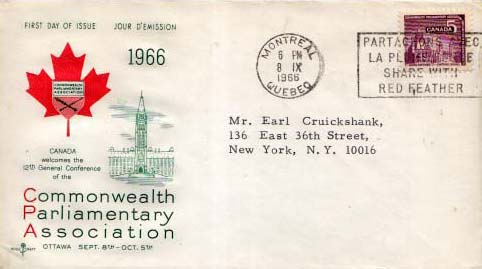 FIRST DAY OF ISSUE JOUR D'ÉMISSION
1966
COMMONWEALTH
PARLIAMENTARY
ASSOCIATION
CANADA
welcomes the
12th General Conference
of the
Commonwealth
Parliamentary
Association
OTTAWA SEPT. 8TH - OCT. 5TH
MONTREAL
6 PM
8 IX
1966
QUEBEC
5
SHARE WITH
RED FEATHER
Mr. Earl Cruickshank,
136 East 36th Street,
New York, N.Y. 10016